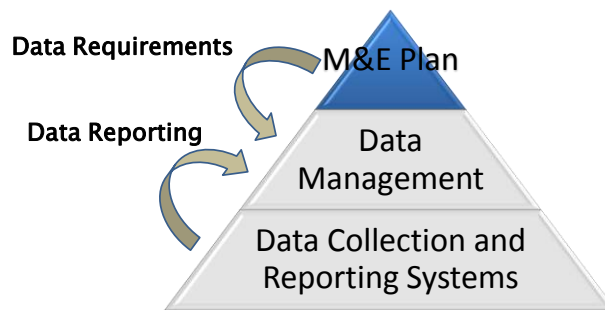 Data Requirements
M&E Plan
Data Reporting
Data
Management
Data Collection and
Reporting Systems